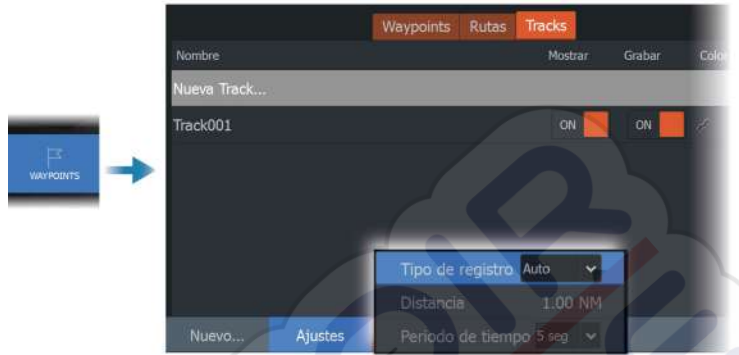 Waypoints Rutas Tracks
Nombre Mostrar Grabar Color
Nueva Track...
Track001 ON ON
WAYPOINTS
Tipo de registro Auto
Distancia 1.00 NM
Nuevo... Ajustes Periodo de tiempo 5 seg